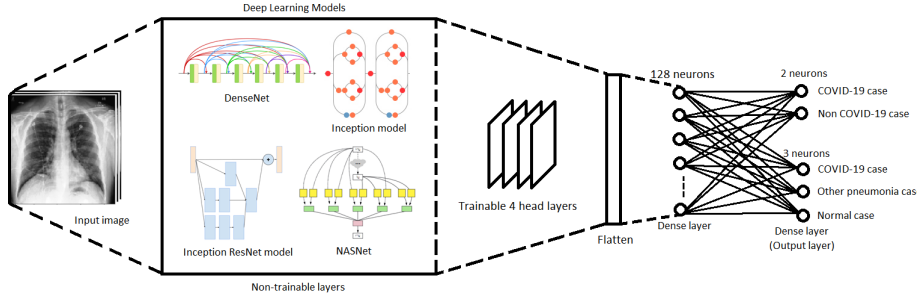 Deep Learning Models
DenseNet
Inception model
Inception ResNet model
NASNet
Non-trainable layers
Input image
Trainable 4 head layers
Flatten
128 neurons
Dense layer
2 neurons
COVID-19 case
Non COVID-19 case
3 neurons
COVID-19 case
Other pneumonia cas
Normal case
Dense layer
(Output layer)